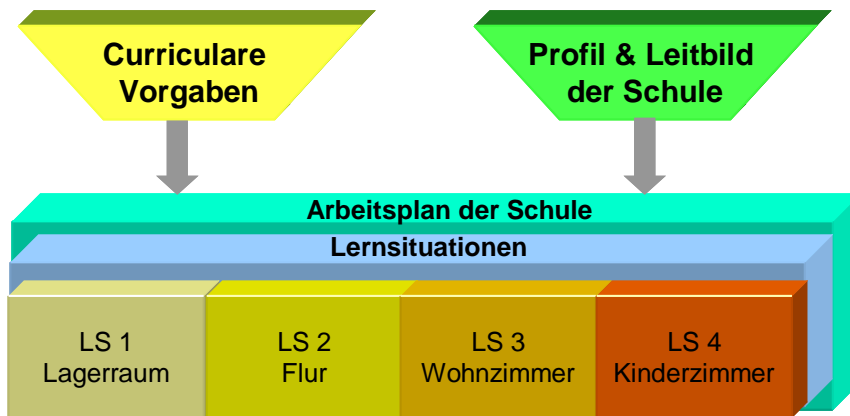 Curriculare
Vorgaben
Profil & Leitbild
der Schule
Arbeitsplan der Schule
Lernsituationen
LS 1
Lagerraum
LS 2
Flur
LS 3
Wohnzimmer
LS 4
Kinderzimmer